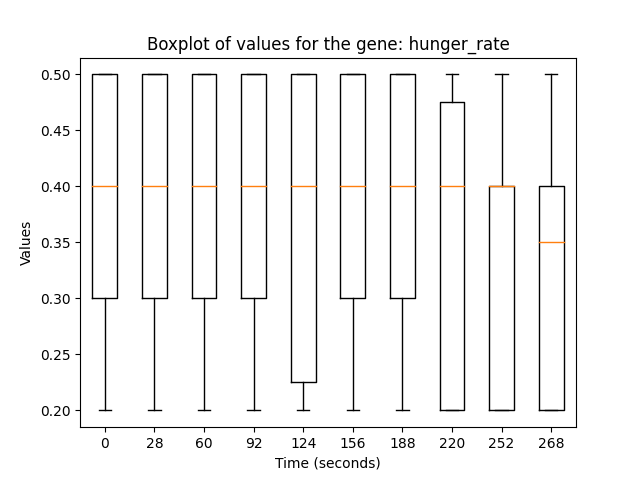 Boxplot of values for the gene: hunger_rate
0.50
0.45
0.40
0.35
0.30
0.25
0.20
Values
0 28 60 92 124 156 188 220 252 268
Time (seconds)